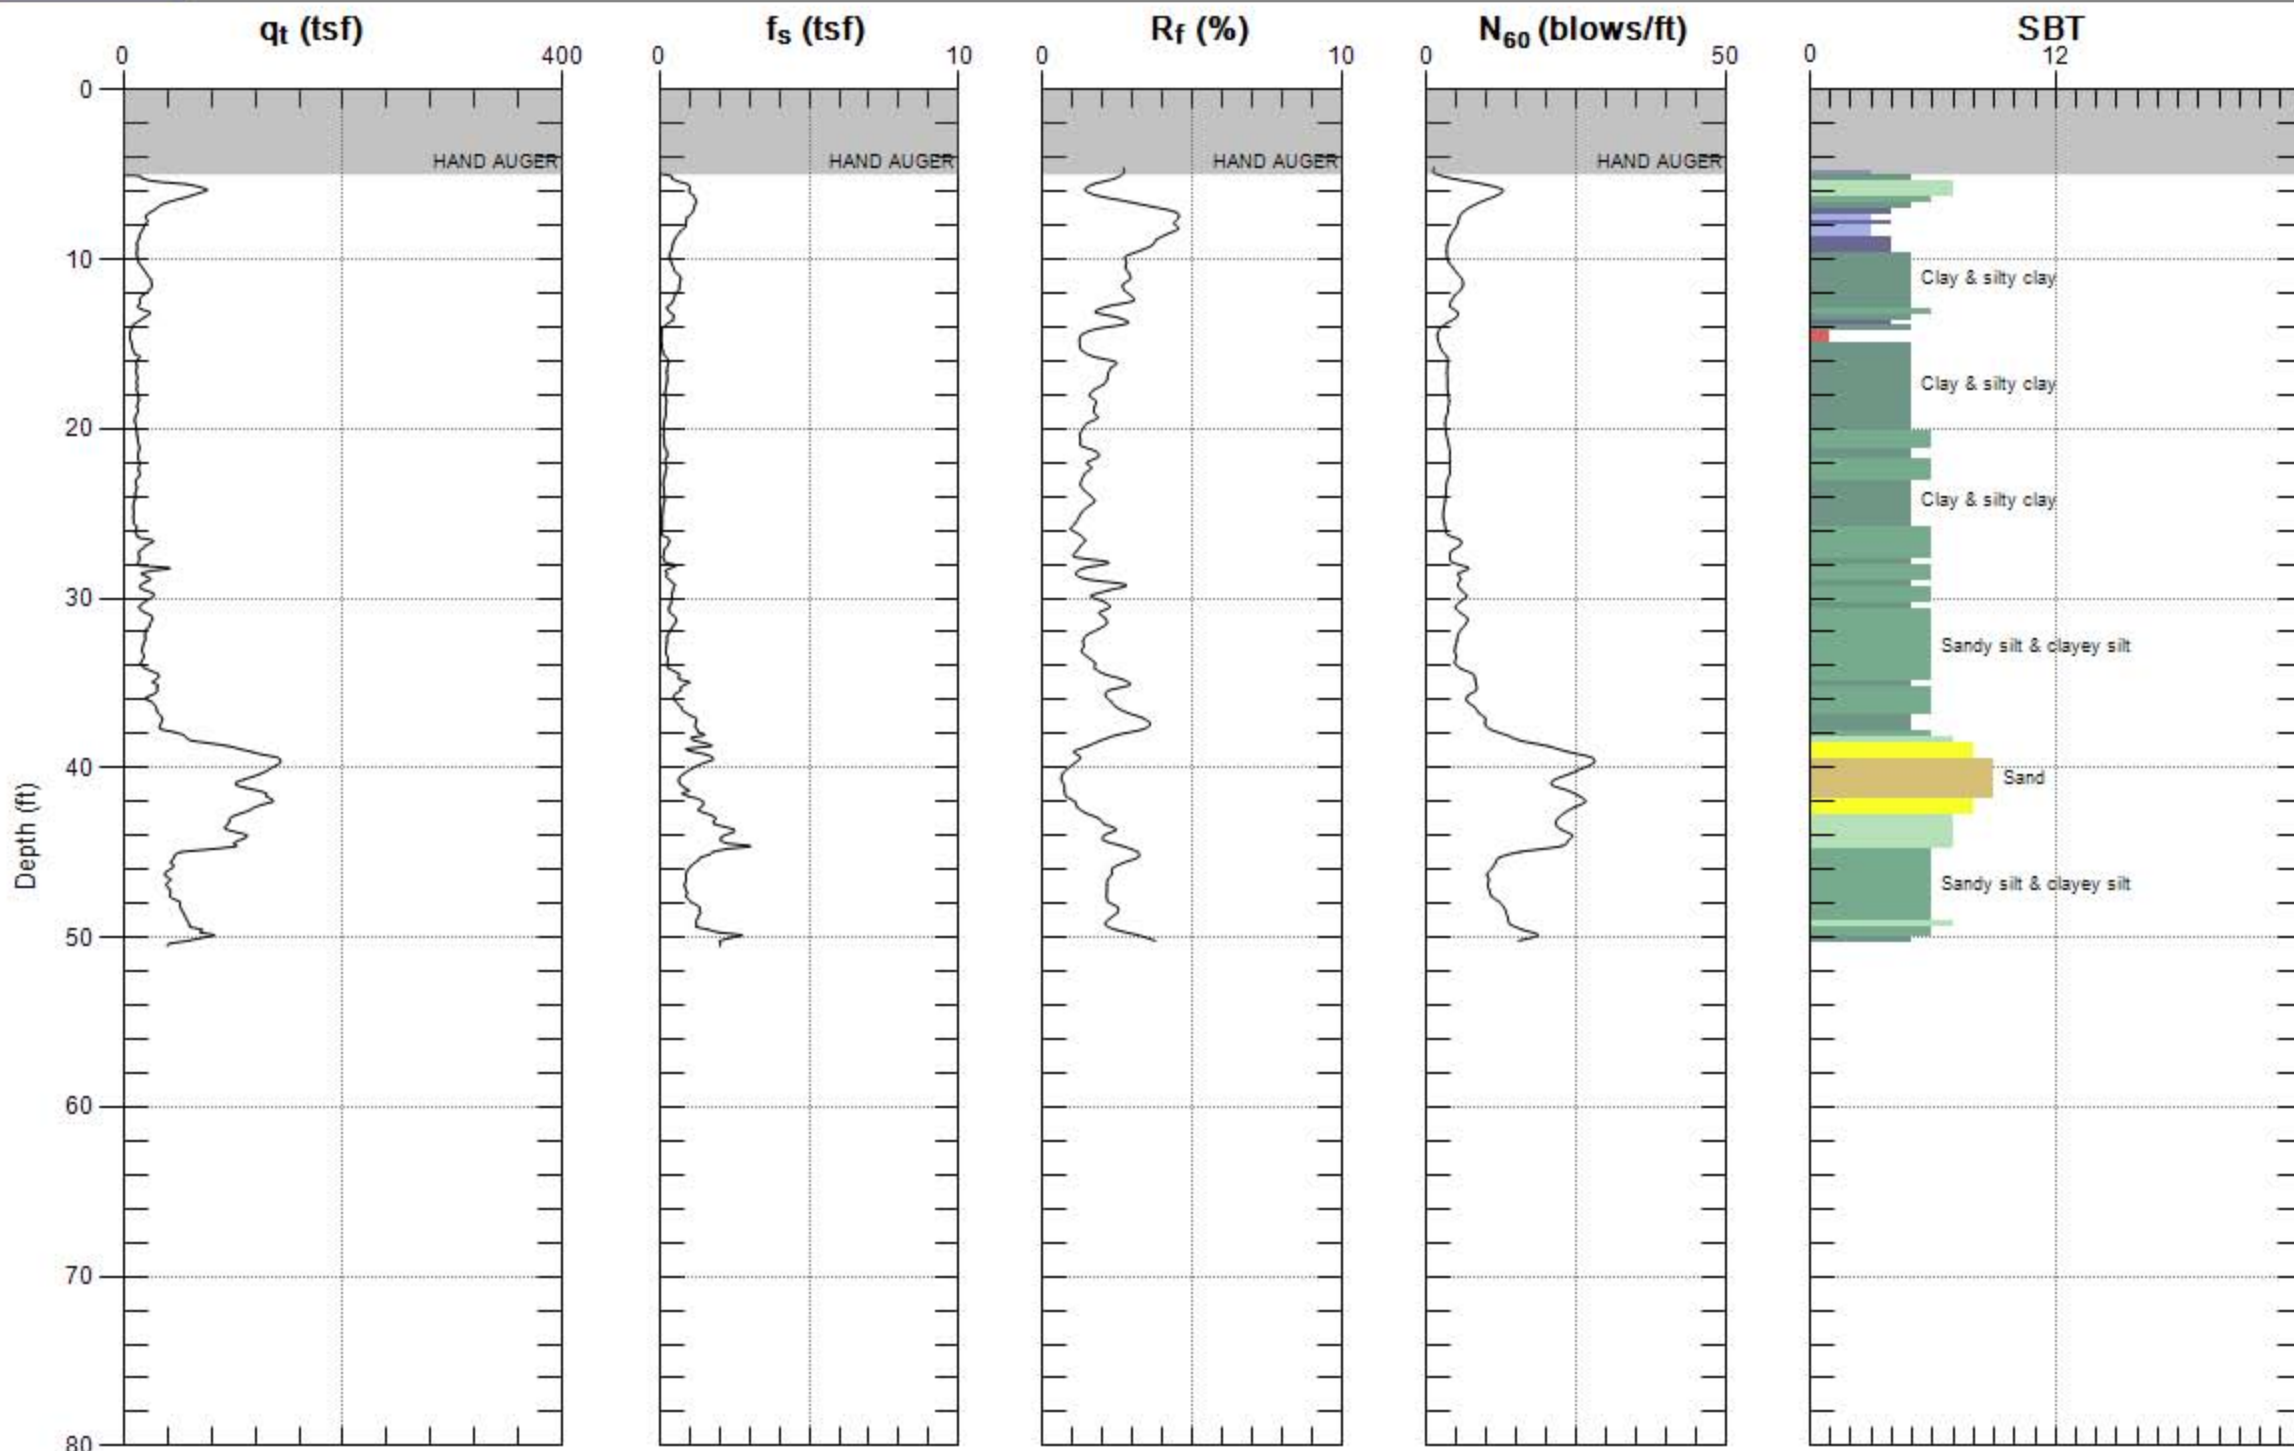 qt (tsf) fs (tsf) Rf (%) N60 (blows/ft) SBT
0 400 0 10 0 10 0 50 0 12
0
HAND AUGER HAND AUGER HAND AUGER HAND AUGER
10
Clay & silty clay
Clay & silty clay
20
Clay & silty clay
30
Sandy silt & clayey silt
40
Sand
Depth (ft)
Sandy silt & clayey silt
50
60
70
80